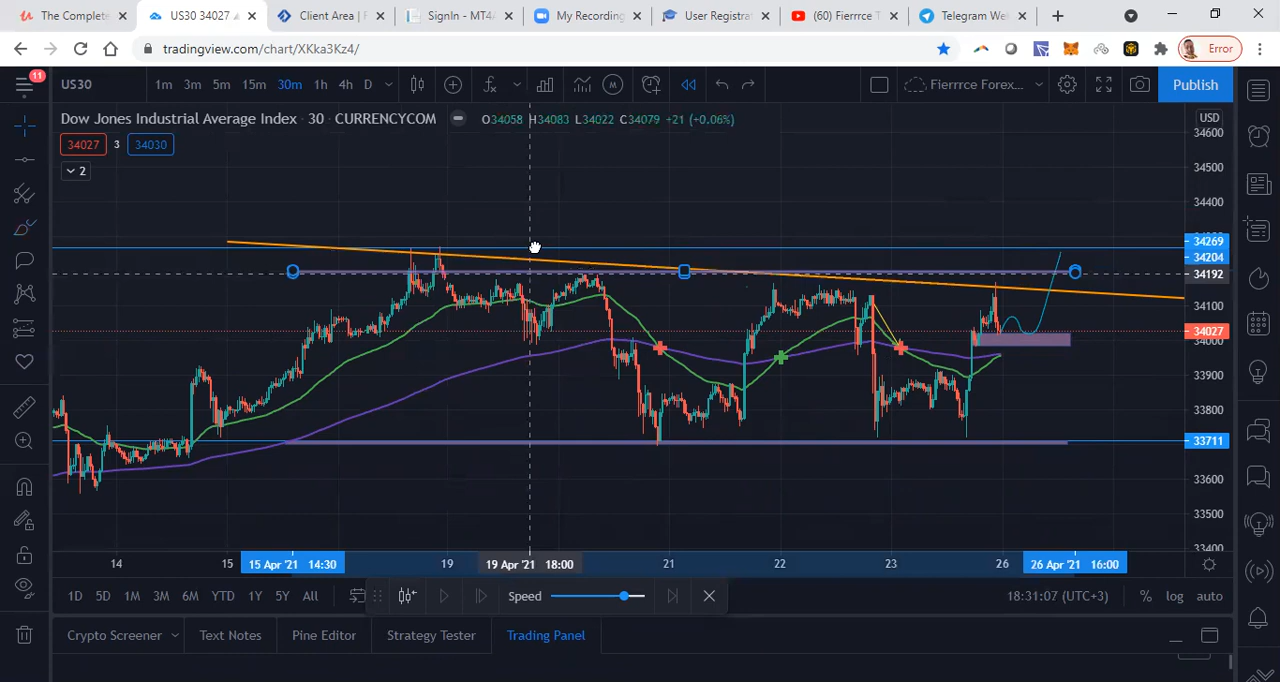 The Complete
US30 34027
Client Area | F
SignIn - MT4
My Recording
User Registra
(60) Fierrrce T
Telegram We
tradingview.com/chart/XKka3Kz4/
Error
11
US30
1m 3m 5m 15m 30m 1h 4h D
M
Fierrrce Forex...
Publish
Dow Jones Industrial Average Index · 30 · CURRENCYCOM
O34058 H34083 L34022 C34079 +21 (+0.06%)
USD
34027 3 34030
2
34600
34500
34400
34269
34204
34192
34100
34027
33900
33800
33711
33600
33500
33400
14
15
15 Apr '21 14:30
19
19 Apr '21 18:00
21
22
23
26
26 Apr '21 16:00
1D 5D 1M 3M 6M YTD 1Y 5Y All
Speed
18:31:07 (UTC+3)
% log auto
Crypto Screener
Text Notes
Pine Editor
Strategy Tester
Trading Panel